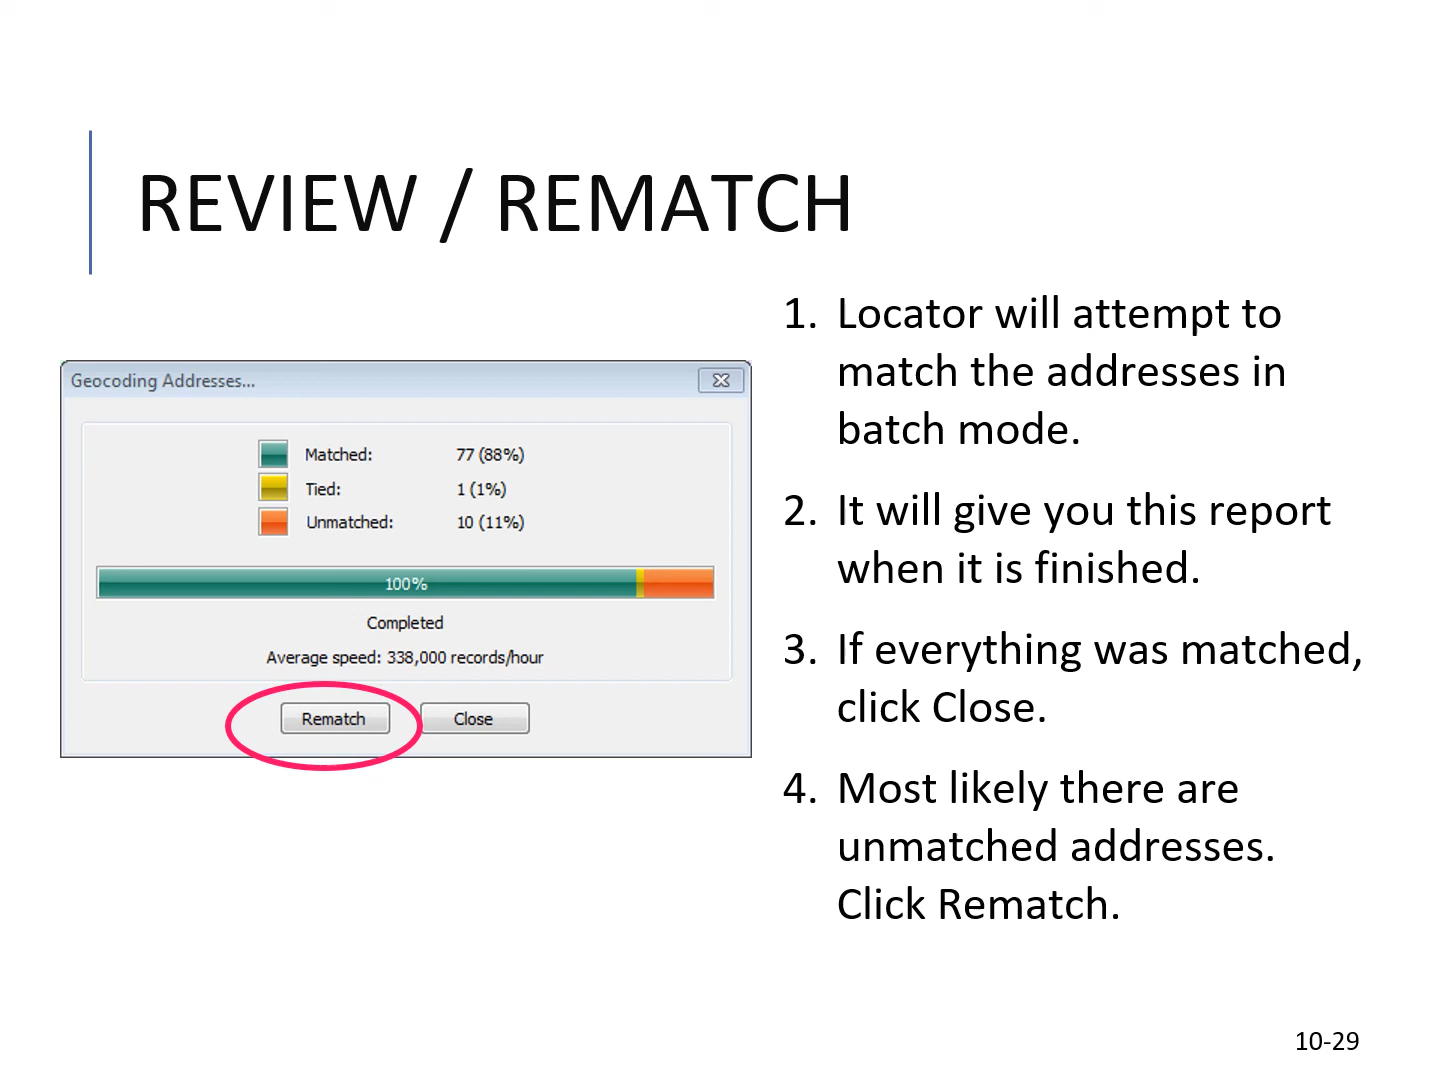 REVIEW / REMATCH
Geocoding Addresses...
Matched: 77 (88%)
Tied: 1 (1%)
Unmatched: 10 (11%)
100%
Completed
Average speed: 338,000 records/hour
Rematch Close
1. Locator will attempt to
match the addresses in
batch mode.
2. It will give you this report
when it is finished.
3. If everything was matched,
click Close.
4. Most likely there are
unmatched addresses.
Click Rematch.
10-29